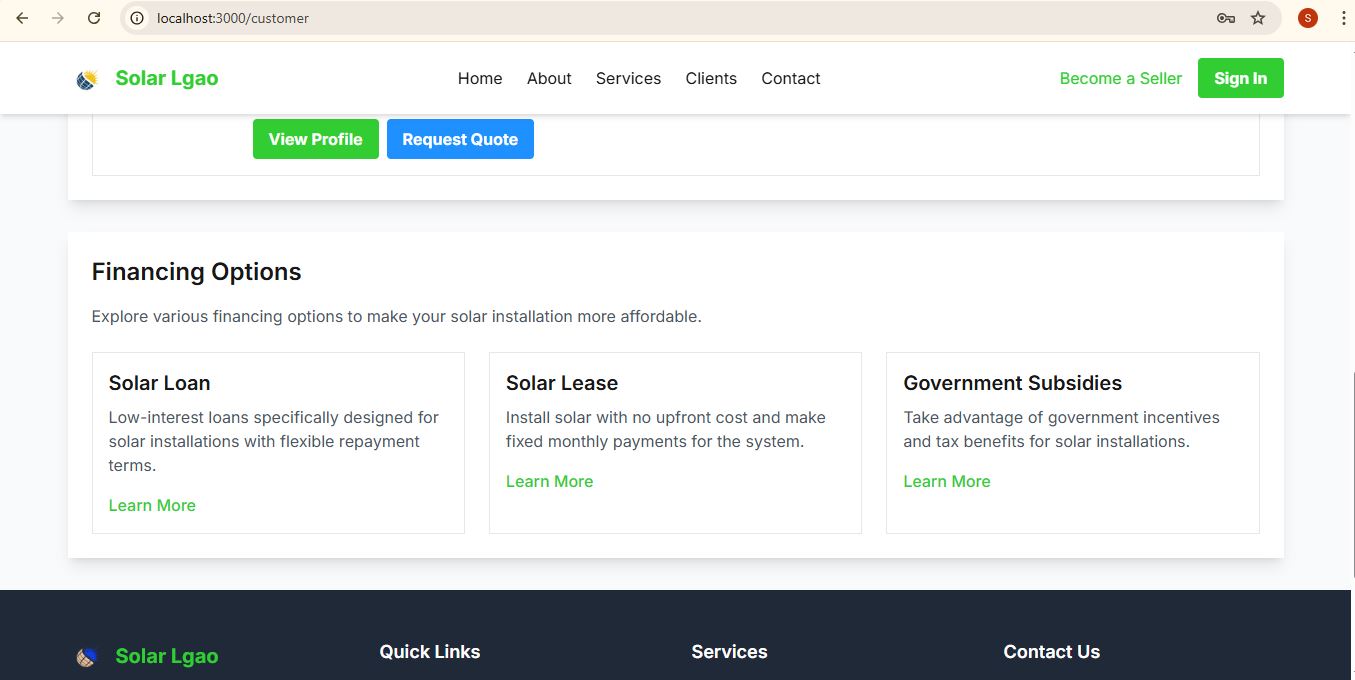 localhost:3000/customer
S
Solar Lgao
Home About Services Clients Contact
Become a Seller Sign In
View Profile Request Quote
Financing Options
Explore various financing options to make your solar installation more affordable.
Solar Loan
Low-interest loans specifically designed for
solar installations with flexible repayment
terms.
Learn More
Solar Lease
Install solar with no upfront cost and make
fixed monthly payments for the system.
Learn More
Government Subsidies
Take advantage of government incentives
and tax benefits for solar installations.
Learn More
Solar Lgao
Quick Links
Services
Contact Us